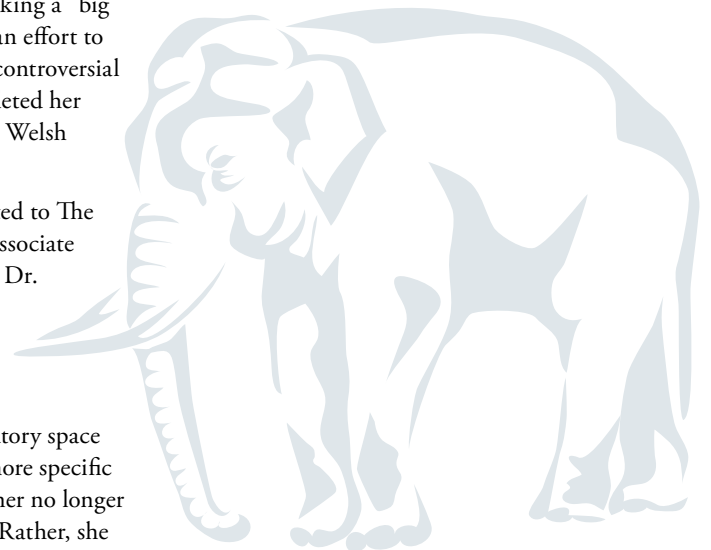 king a big
an effort to
controversial
eted her
Welsh
ed to The
ssociate
Dr.
tory space
ore specific
her no longer
Rather, she